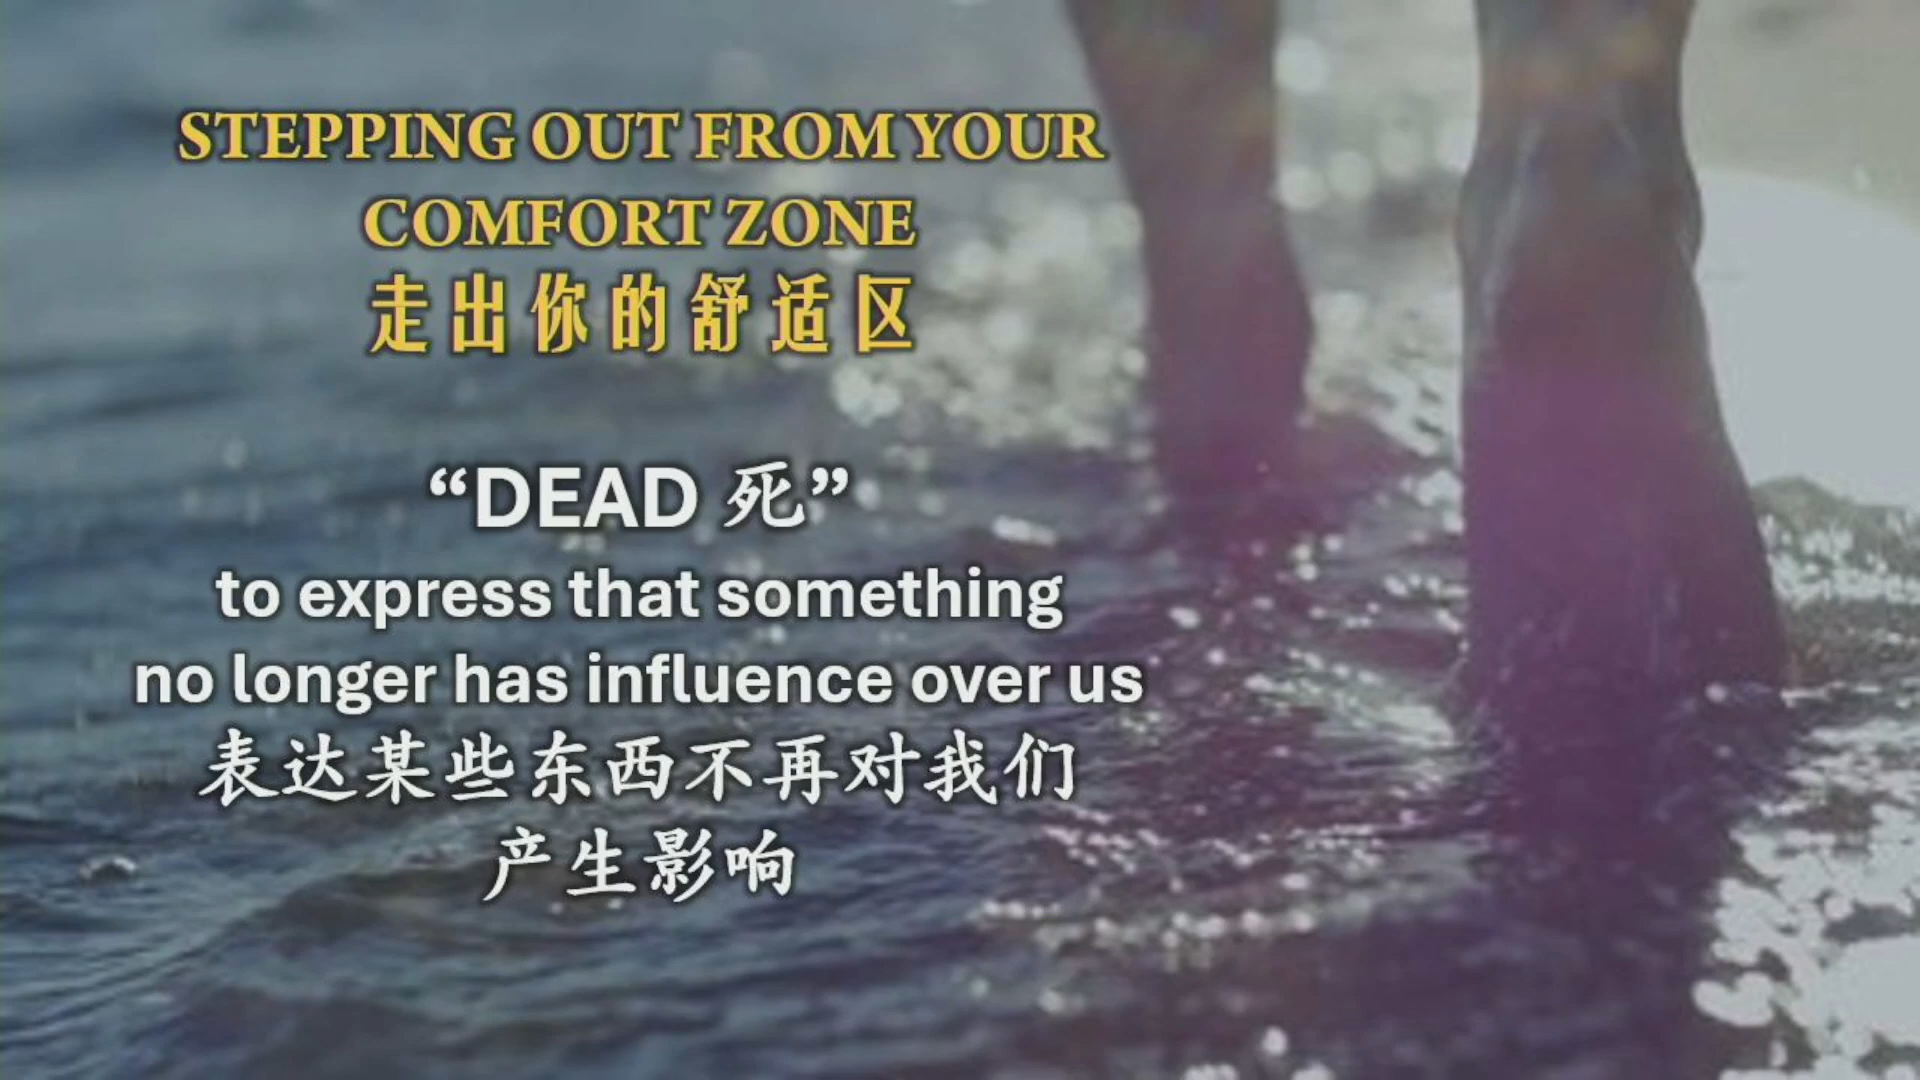 STEPPING OUT FROM YOUR
COMFORT ZONE
走出你的舒适区
“DEAD 死”
to express that something
no longer has influence over us
表达某些东西不再对我们
产生影响